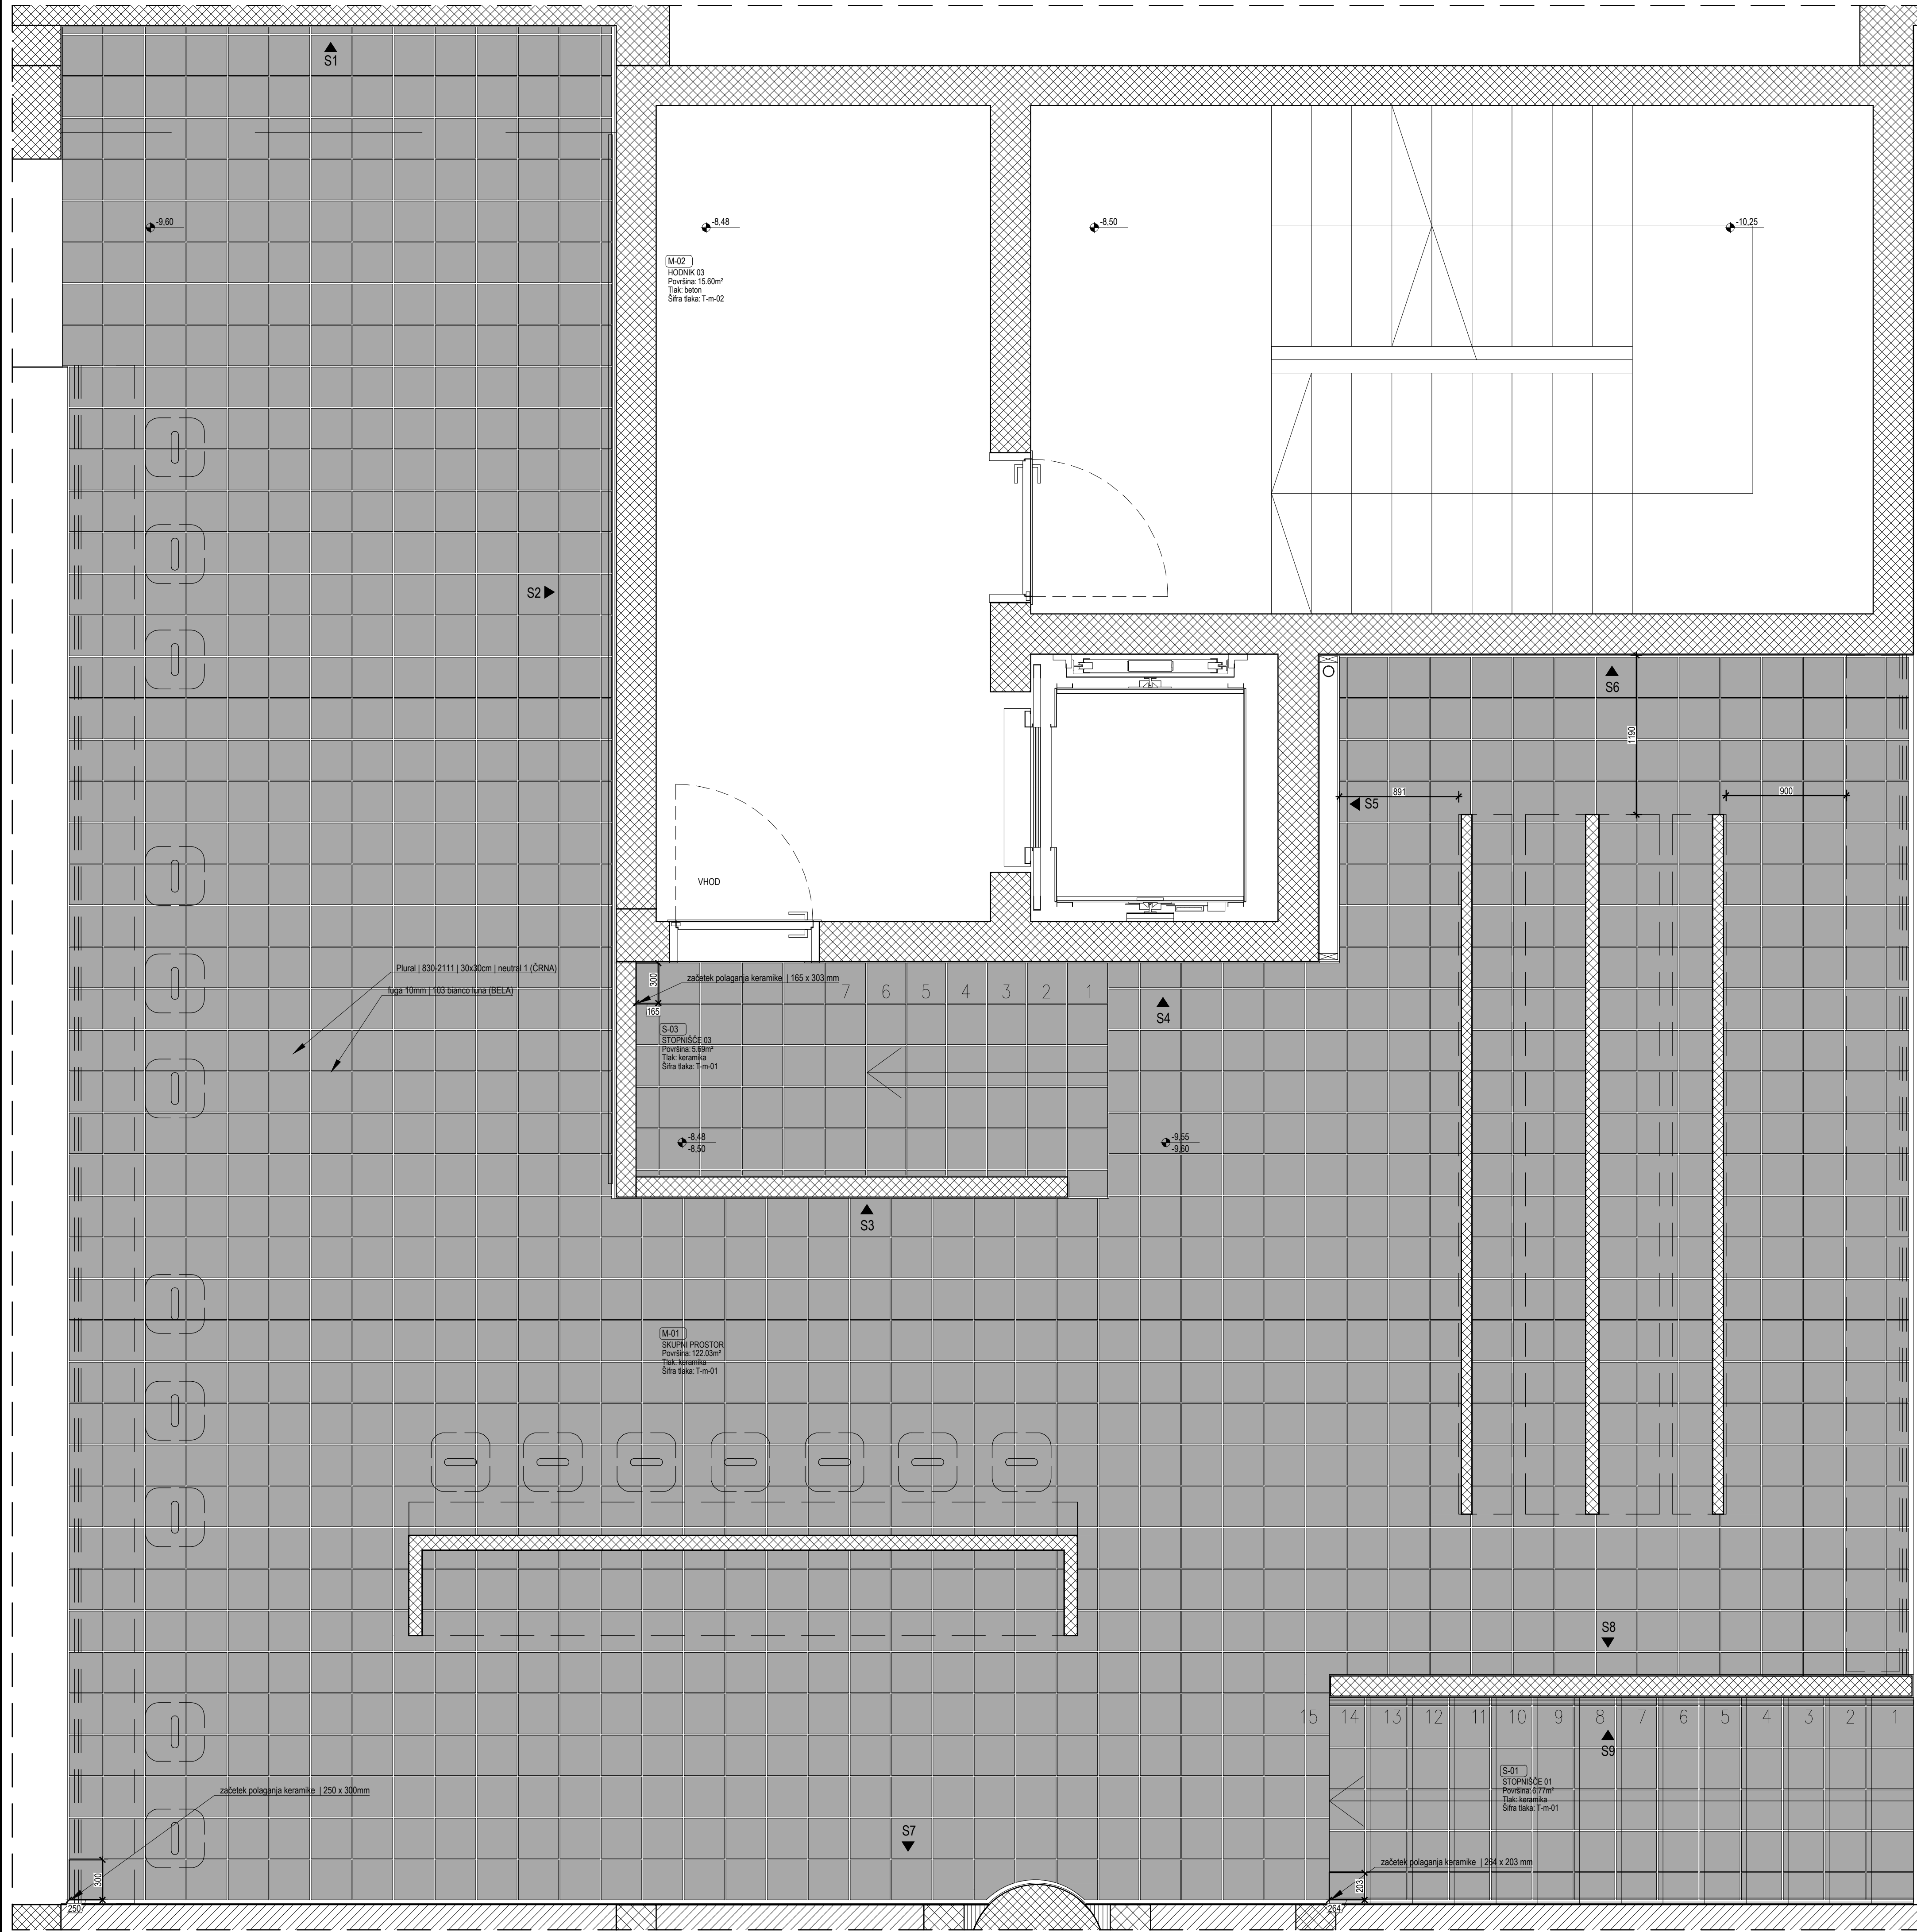 S1
-9,60
-8,48
-8,50
-10,25
M-02
HODNIK 03
Površina: 15.60m²
Tlak: beton
Šifra tlaka: T-m-02
S2
S6
1190
891
900
S5
VHOD
Plural | 830-2111 | 30x30cm | neutral 1 (ČRNA)
fuga 10mm | 103 bianco luna (BELA)
300
začetek polaganja keramike | 165 x 303 mm
165
7 6 5 4 3 2 1
S4
S-03
STOPNIŠČE 03
Površina: 5.69m²
Tlak: keramika
Šifra tlaka: T-m-01
-8,48
-8,50
-9,55
-9,60
S3
M-01
SKUPNI PROSTOR
Površina: 122.03m²
Tlak: keramika
Šifra tlaka: T-m-01
S8
15 14 13 12 11 10 9 8 7 6 5 4 3 2 1
S9
S-01
STOPNIŠČE 01
Površina: 6.77m²
Tlak: keramika
Šifra tlaka: T-m-01
začetek polaganja keramike | 250 x 300mm
S7
začetek polaganja keramike | 264 x 203 mm
300
250
203
264